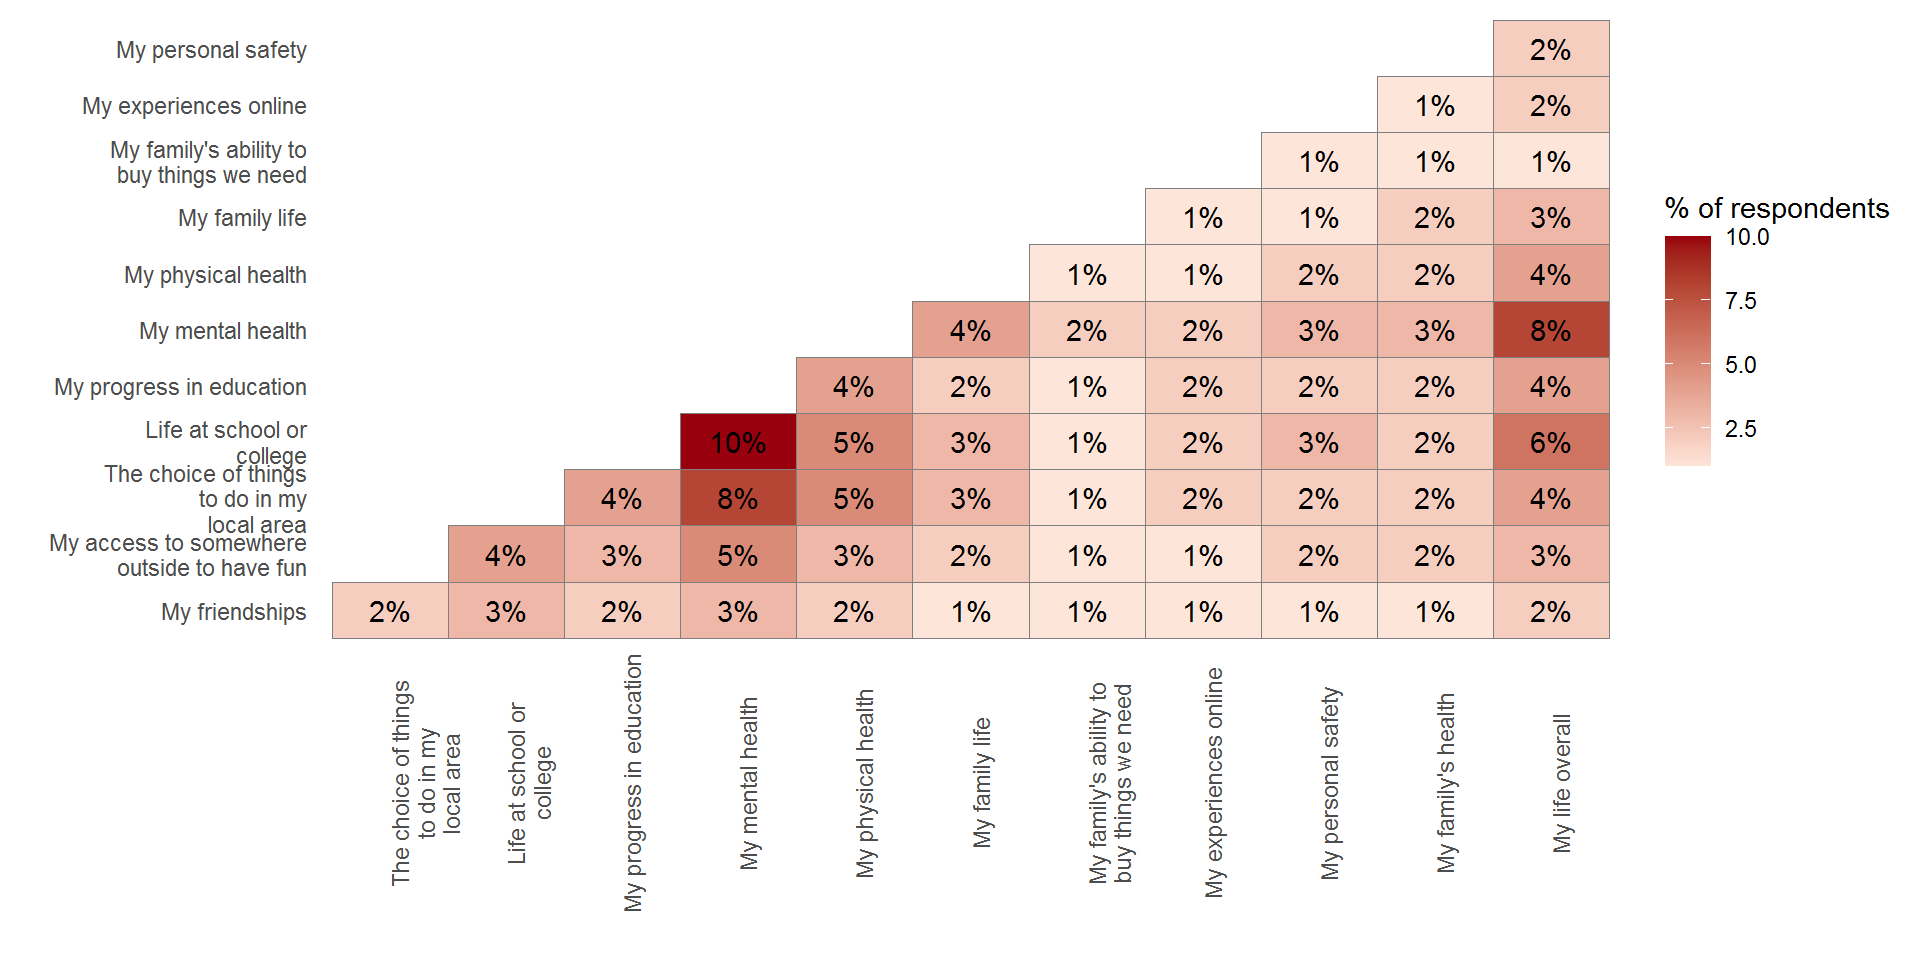 My personal safety
2%
My experiences online
1% 2%
My family's ability to
buy things we need
1% 1% 1%
My family life
1% 1% 2% 3%
My physical health
1% 1% 2% 2% 4%
My mental health
4% 2% 2% 3% 3% 8%
My progress in education
4% 2% 1% 2% 2% 2% 4%
Life at school or
college
10% 5% 3% 1% 2% 3% 2% 6%
The choice of things
to do in my
local area
4% 8% 5% 3% 1% 2% 2% 2% 4%
My access to somewhere
outside to have fun
4% 3% 5% 3% 2% 1% 1% 2% 2% 3%
My friendships
2% 3% 2% 3% 2% 1% 1% 1% 1% 1% 2%
The choice of things
to do in my
local area
Life at school or
college
My progress in education
My mental health
My physical health
My family life
My family's ability to
buy things we need
My experiences online
My personal safety
My family's health
My life overall
% of respondents
10.0
7.5
5.0
2.5